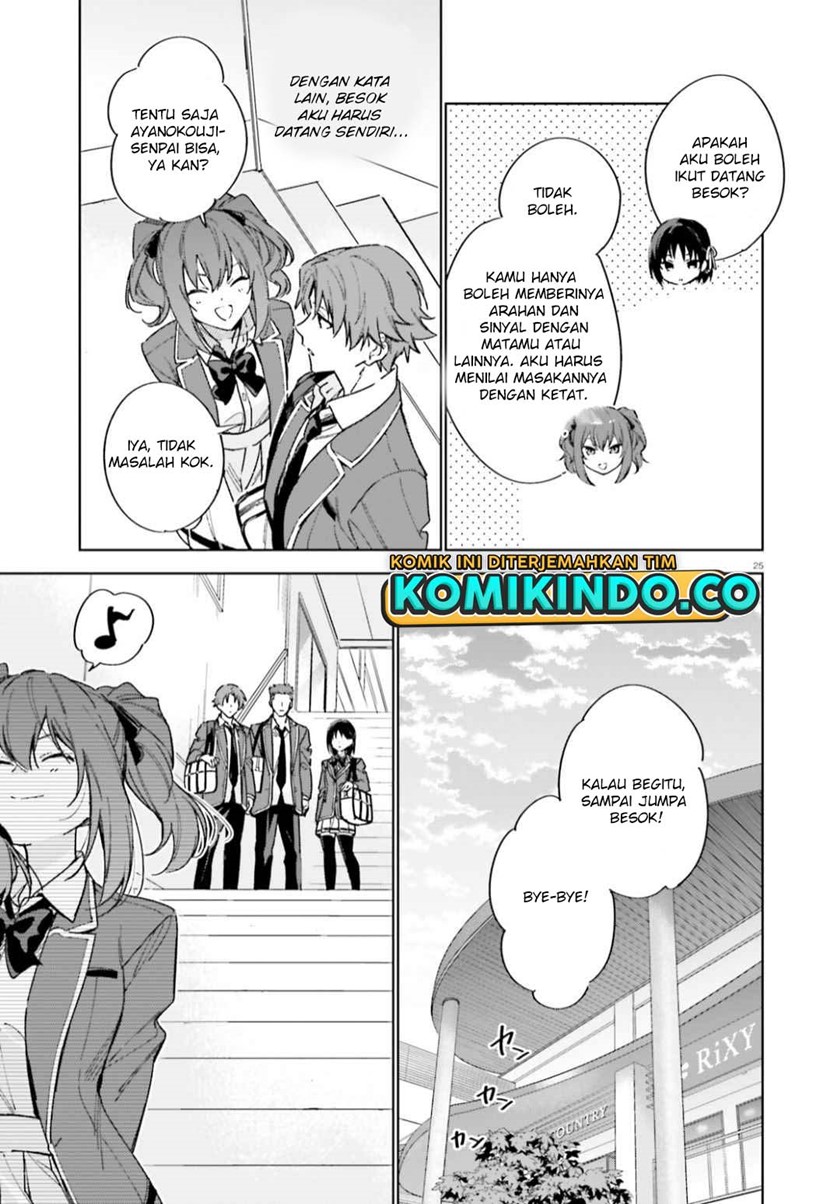 APAKAH
AKU BOLEH
IKUT DATANG
BESOK?
TIDAK
BOLEH.
KAMU HANYA
BOLEH MEMBERINYA
ARAHAN DAN
SINYAL DENGAN
MATAMU ATAU
LAINNYA. AKU HARUS
MENILAI MASAKANNYA
DENGAN KETAT.
DENGAN KATA
LAIN, BESOK
AKU HARUS
DATANG SENDIRI...
TENTU SAJA
AYANOKOUJI-
SENPAI BISA,
YA KAN?
IYA, TIDAK
MASALAH KOK.
25
KOMIK INI DITERJEMAHKAN TIM
KOMIKINDO.CO
KALAU BEGITU,
SAMPAI JUMPA
BESOK!
BYE-BYE!
RiXY
COUNTRY
ヤン
ヤン
ガヤ